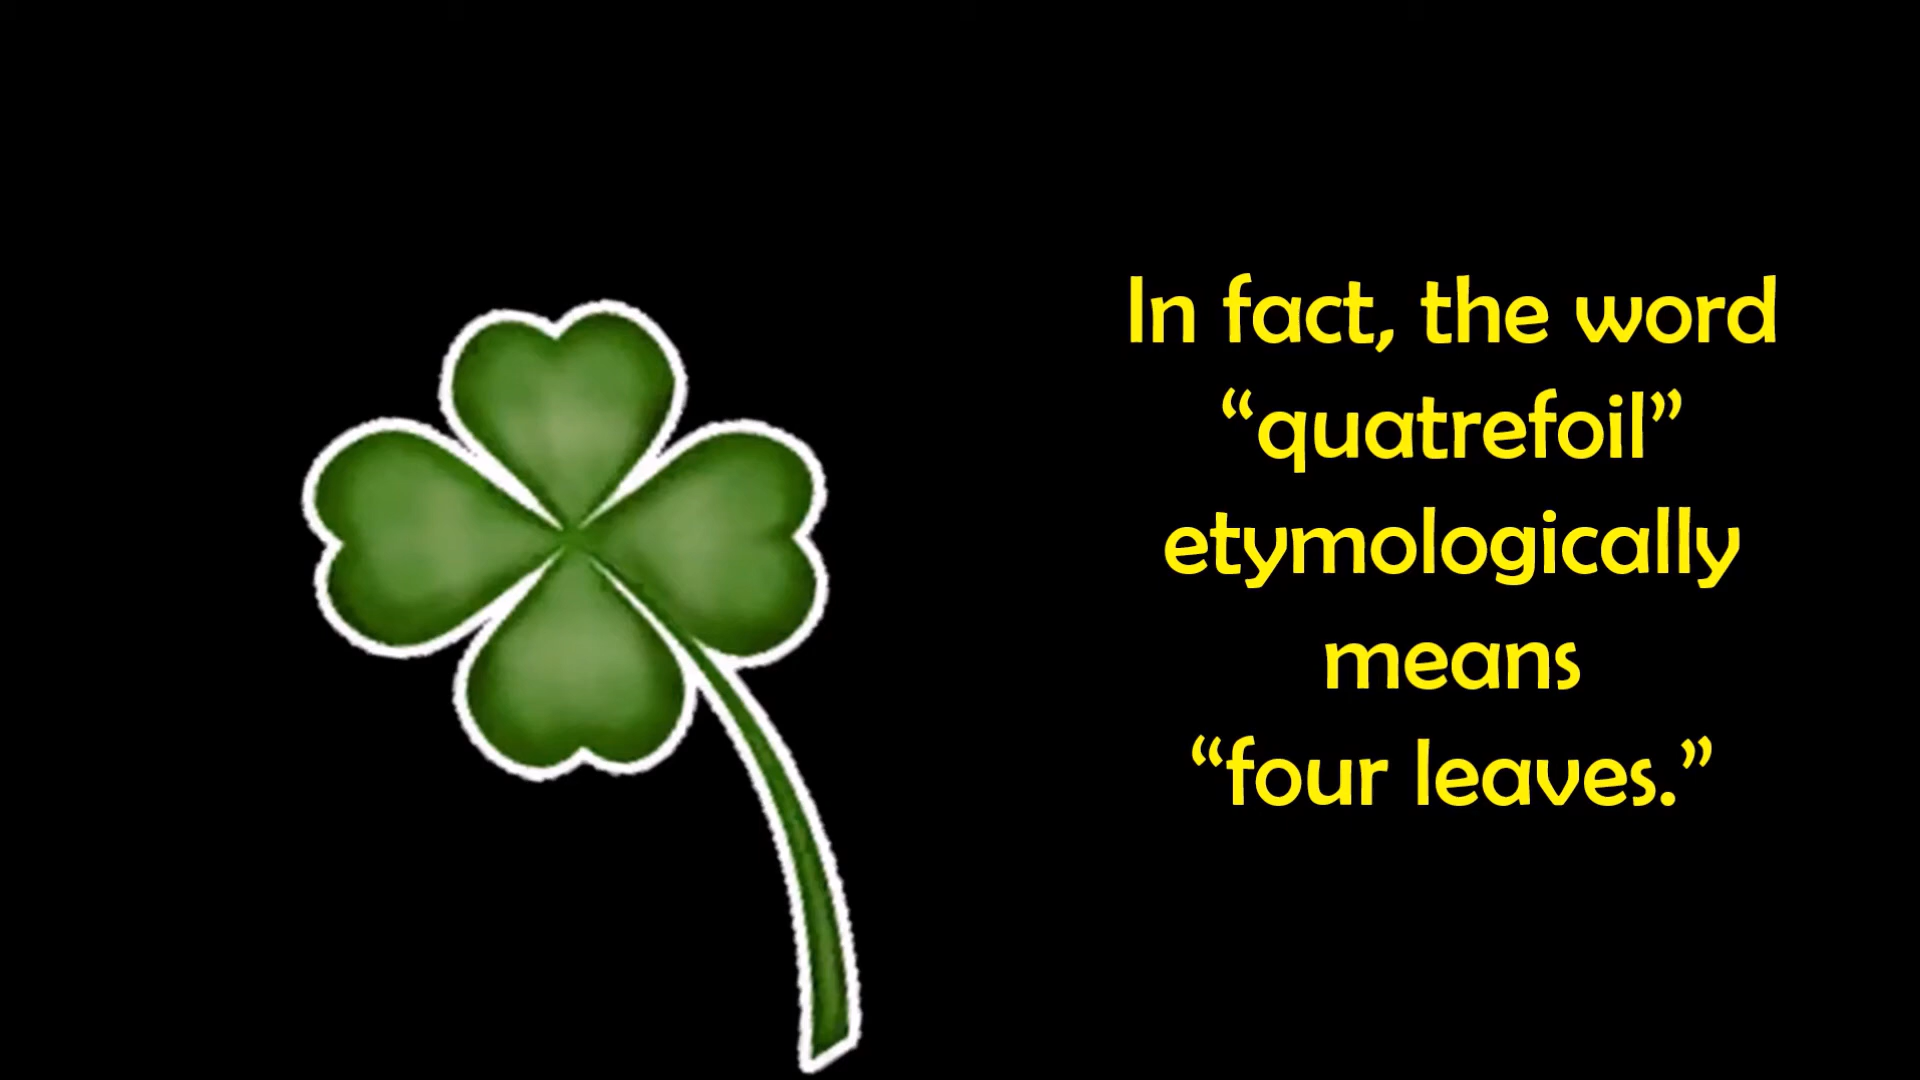 In fact, the word
“quatrefoil”
etymologically
means
“four leaves.”